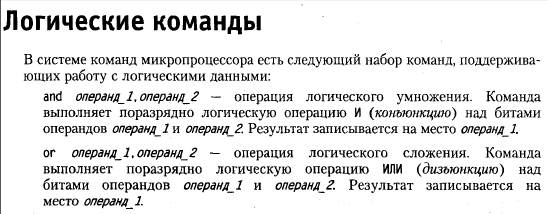 Логические команды
В системе команд микропроцессора есть следующий набор команд, поддержива-
ющих работу с логическими данными:
and операнд_1,операнд_2 — операция логического умножения. Команда
выполняет поразрядно логическую операцию И (конъюнкцию) над битами
операндов операнд_1 и операнд_2. Результат записывается на место операнд_1.
or операнд_1,операнд_2 — операция логического сложения. Команда
выполняет поразрядно логическую операцию ИЛИ (дизъюнкцию) над
битами операндов операнд_1 и операнд_2. Результат записывается на
место операнд_1.